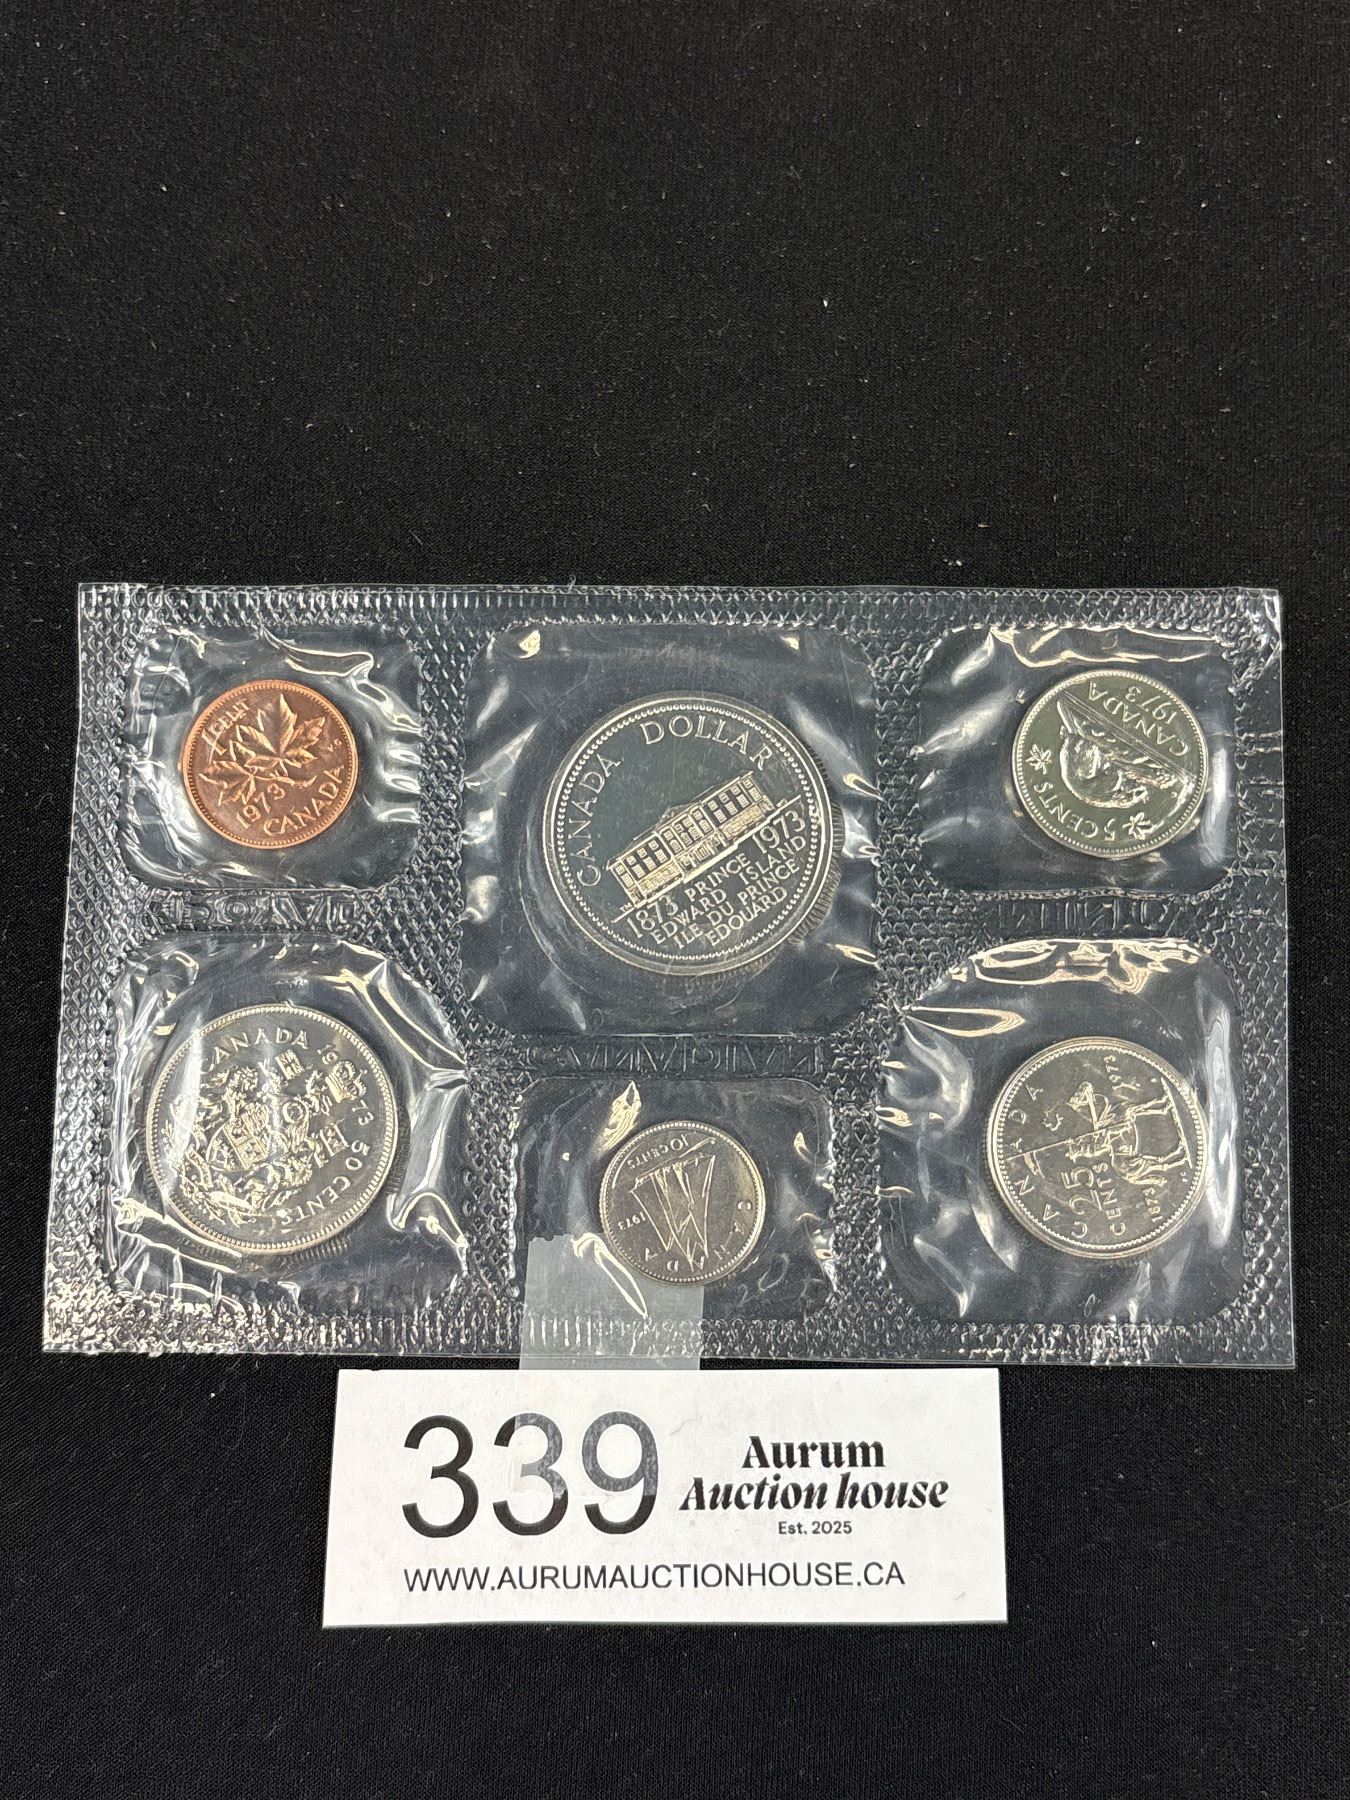 1 CENT
1973
CANADA
CANADA DOLLAR
1873 PRINCE 1973
EDWARD ISLAND
ILE DU PRINCE
EDOUARD
CANADA
1973
5 CENTS
CANADA
1973
50 CENTS
10 CENTS
CANADA
1973
CANADA
1973
25
CENTS
1873
339
Aurum
Auction house
Est. 2025
WWW.AURUMAUCTIONHOUSE.CA